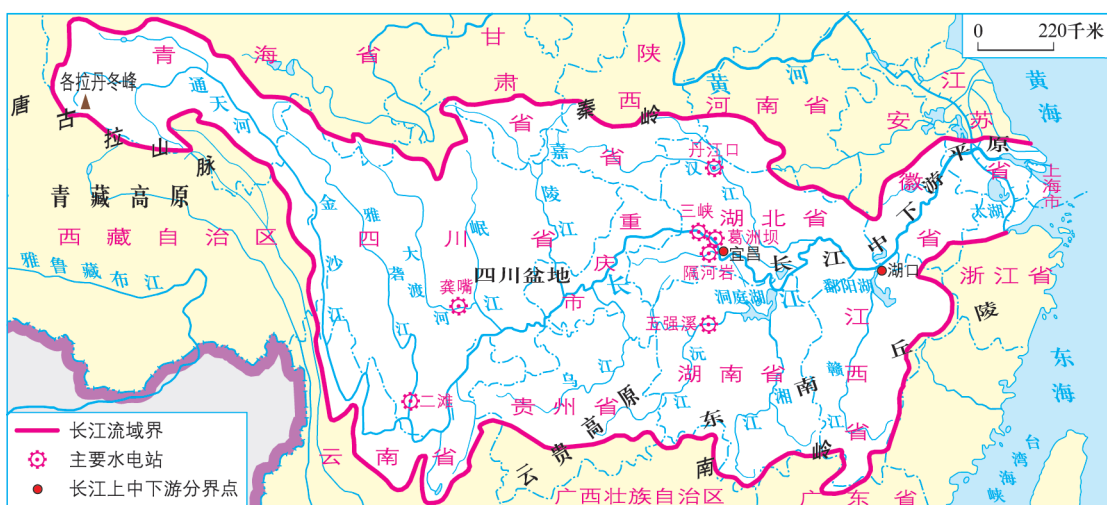 0 220千米
青海省
甘肃省
陕西省
河南省
安徽省
江苏省
黄河
黄海
各拉丹冬峰
唐古拉山脉
通天河
秦岭
丹江口
汉江
嘉陵江
青藏高原
西藏自治区
雅鲁藏布江
金沙江
雅砻江
大渡河
岷江
四川省
四川盆地
重庆市
三峡
葛洲坝
宜昌
隔河岩
湖北省
长江
长江中下游平原
太湖
上海市
湖口
浙江省
鄱阳湖
洞庭湖
龚嘴
五强溪
二滩
沅江
湘江
赣江
乌江
湖南省
江西省
贵州省
云南省
云贵高原
东南丘陵
南岭
广西壮族自治区
广东省
东海
台湾海峡
长江流域界
主要水电站
长江上中下游分界点